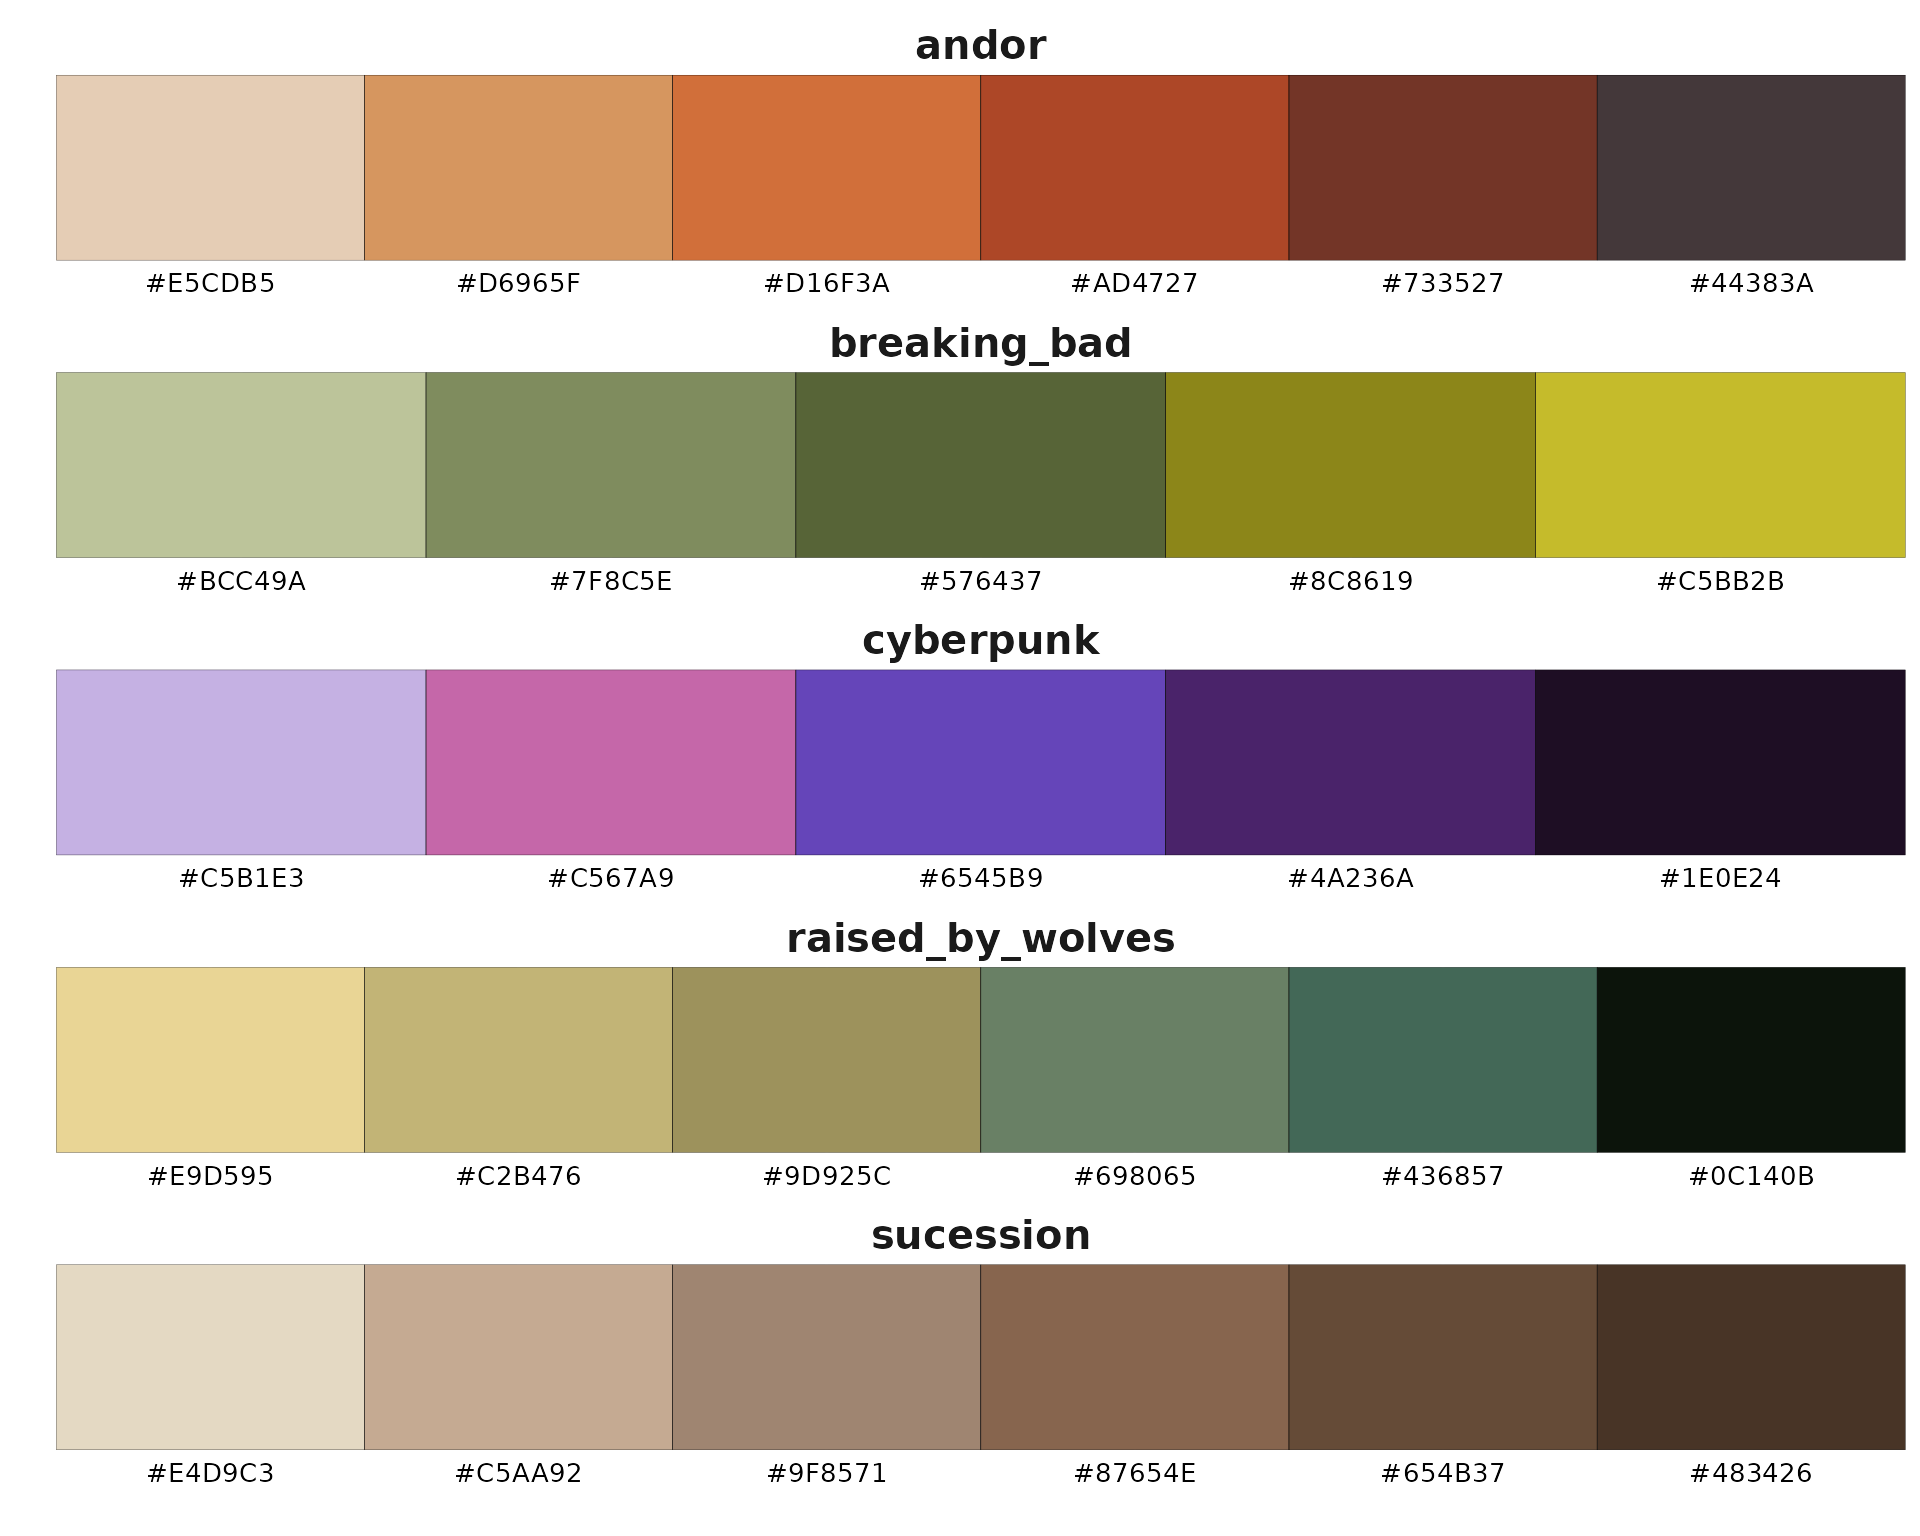 andor
#E5CDB5 #D6965F #D16F3A #AD4727 #733527 #44383A
breaking_bad
#BCC49A #7F8C5E #576437 #8C8619 #C5BB2B
cyberpunk
#C5B1E3 #C567A9 #6545B9 #4A236A #1E0E24
raised_by_wolves
#E9D595 #C2B476 #9D925C #698065 #436857 #0C140B
sucession
#E4D9C3 #C5AA92 #9F8571 #87654E #654B37 #483426